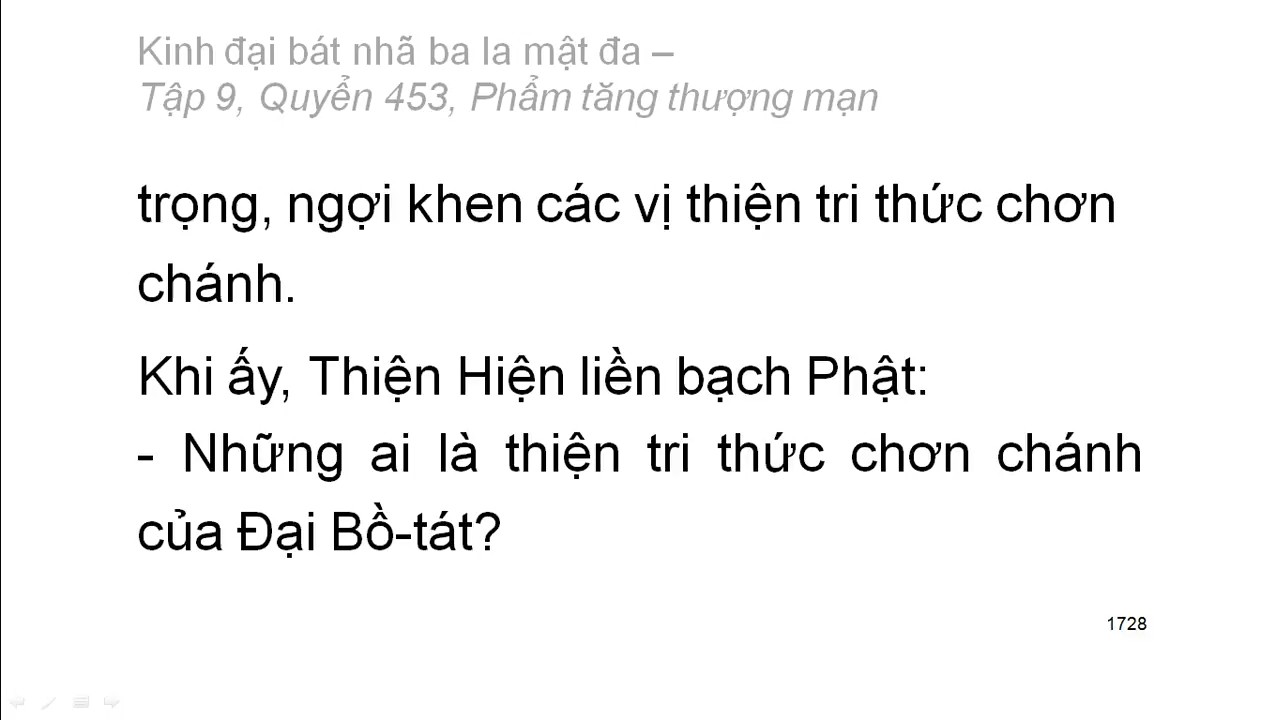 Kinh đại bát nhã ba la mật đa –
Tập 9, Quyển 453, Phẩm tăng thượng mạn
trọng, ngợi khen các vị thiện tri thức chơn
chánh.
Khi ấy, Thiện Hiện liền bạch Phật:
- Những ai là thiện tri thức chơn chánh
của Đại Bồ-tát?
1728